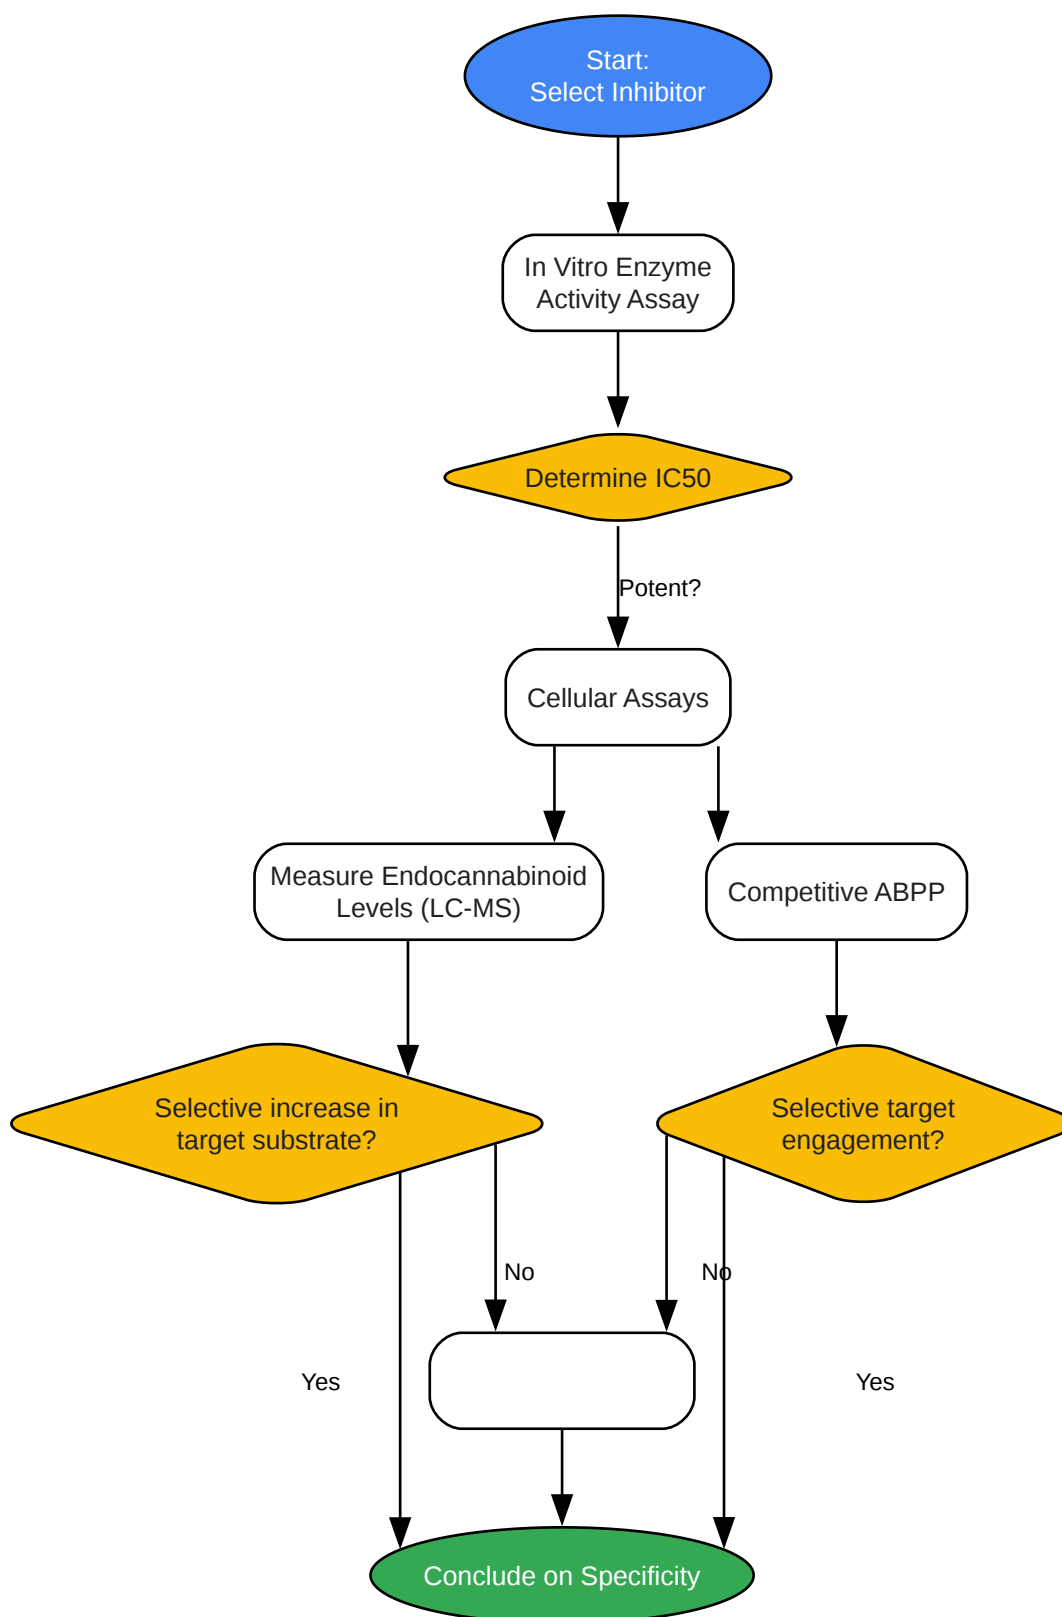 Start:
Select Inhibitor
In Vitro Enzyme
Activity Assay
Determine IC50
Potent?
Cellular Assays
Measure Endocannabinoid
Levels (LC-MS)
Competitive ABPP
Selective increase in
target substrate?
Selective target
engagement?
No
No
Yes
Yes
Conclude on Specificity